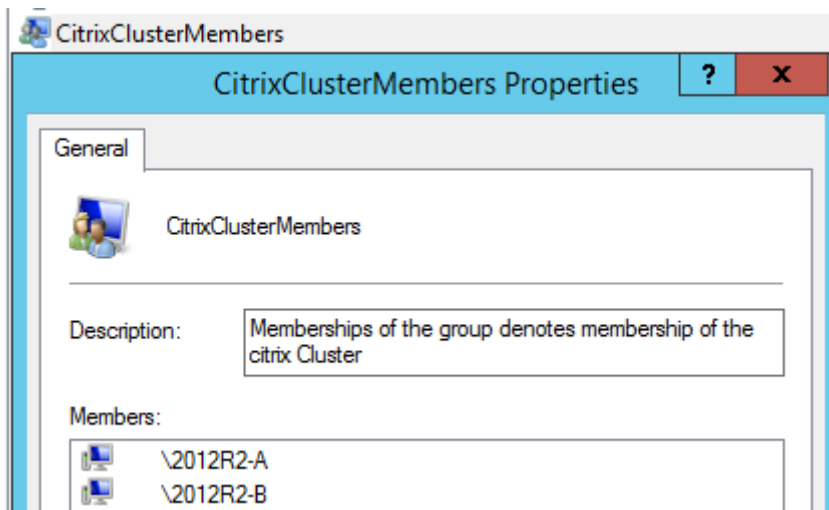 CitrixClusterMembers
CitrixClusterMembers Properties
?
x
General
CitrixClusterMembers
Description:
Memberships of the group denotes membership of the
citrix Cluster
Members:
\2012R2-A
\2012R2-B